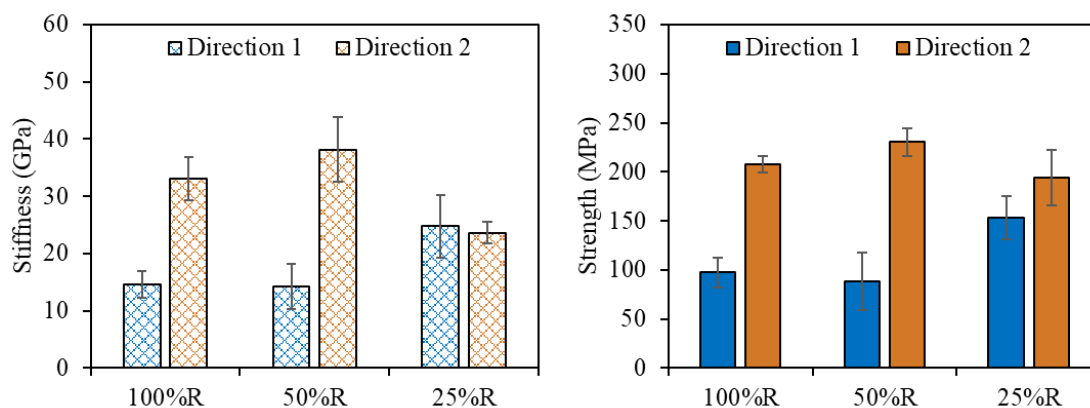 Stiffness (GPa)
60
50
40
30
20
10
0
Direction 1
Direction 2
100%R
50%R
25%R
Strength (MPa)
350
300
250
200
150
100
50
0
Direction 1
Direction 2
100%R
50%R
25%R